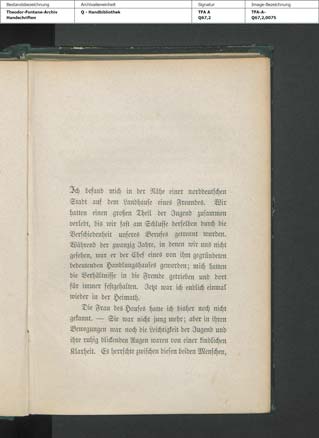 Bestandsbezeichnung Archivaleneinheit Signatur Image-Bezeichnung
Theodor-Fontane-Archiv Q - Handbibliothek TFA A TFA-A-
Handschriften Q67,2 Q67,2,0075
Ich befand mich in der Nähe einer norddeutschen
Stadt auf dem Landhause eines Freundes. Wir
hatten einen großen Theil der Jugend zusammen
verlebt, bis wir fast am Schlusse derselben durch die
Verschiedenheit unseres Berufes getrennt wurden.
Während der zwanzig Jahre, in denen wir uns nicht
gesehen, war er der Chef eines von ihm gegründeten
bedeutenden Handlungshauses geworden; mich hatten
die Verhältnisse in die Fremde getrieben und dort
für immer festgehalten. Jetzt war ich endlich einmal
wieder in der Heimath.
Die Frau des Hauses hatte ich bisher noch nicht
gekannt. — Sie war nicht jung mehr; aber in ihren
Bewegungen war noch die Leichtigkeit der Jugend und
ihre ruhig blickenden Augen waren von einer kindlichen
Klarheit. Es herrschte zwischen diesen beiden Menschen,